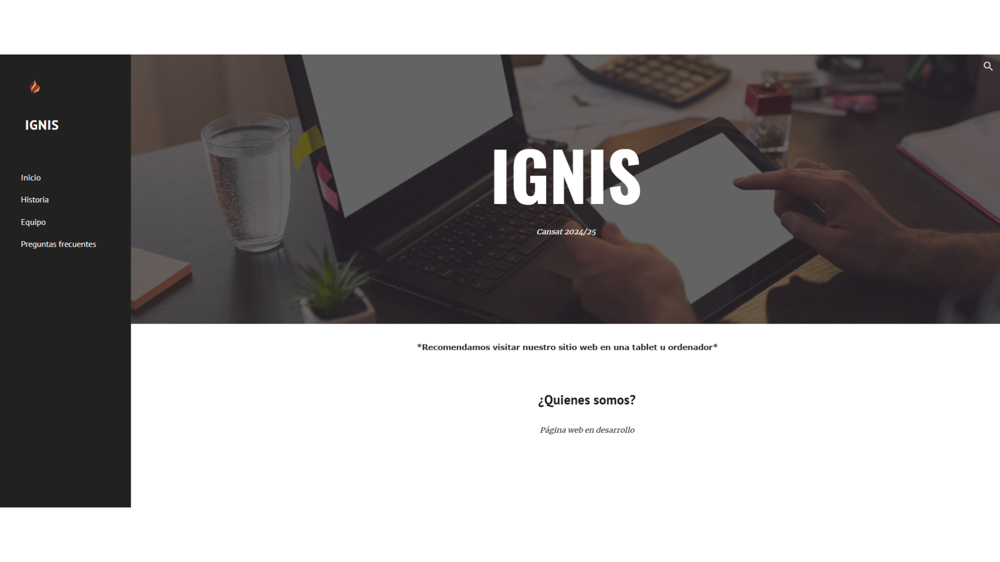 IGNIS
Inicio
Historia
Equipo
Preguntas frecuentes
IGNIS
Cansat 2024/25
*Recomendamos visitar nuestro sitio web en una tablet u ordenador*
¿Quienes somos?
Página web en desarrollo